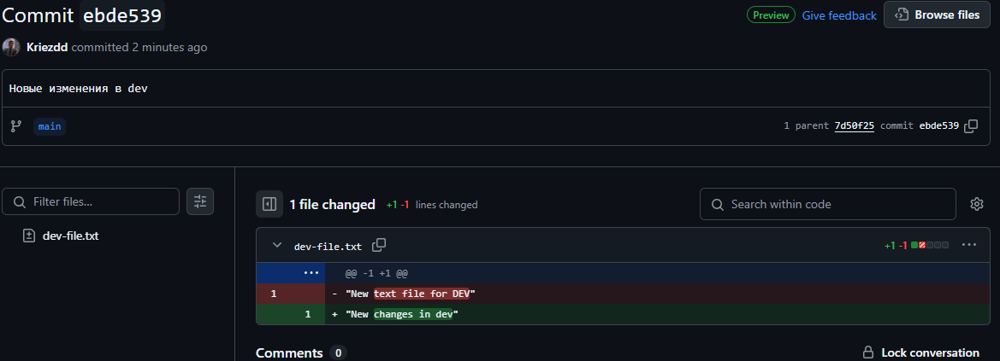 Commit ebde539
Preview Give feedback Browse files
Kriezdd committed 2 minutes ago
Новые изменения в dev
main 1 parent 7d50f25 commit ebde539
Filter files...
dev-file.txt
1 file changed +1 -1 lines changed Search within code
dev-file.txt +1 -1 ...
... @@ -1 +1 @@
1 - "New text file for DEV"
1 + "New changes in dev"
Comments 0 Lock conversation